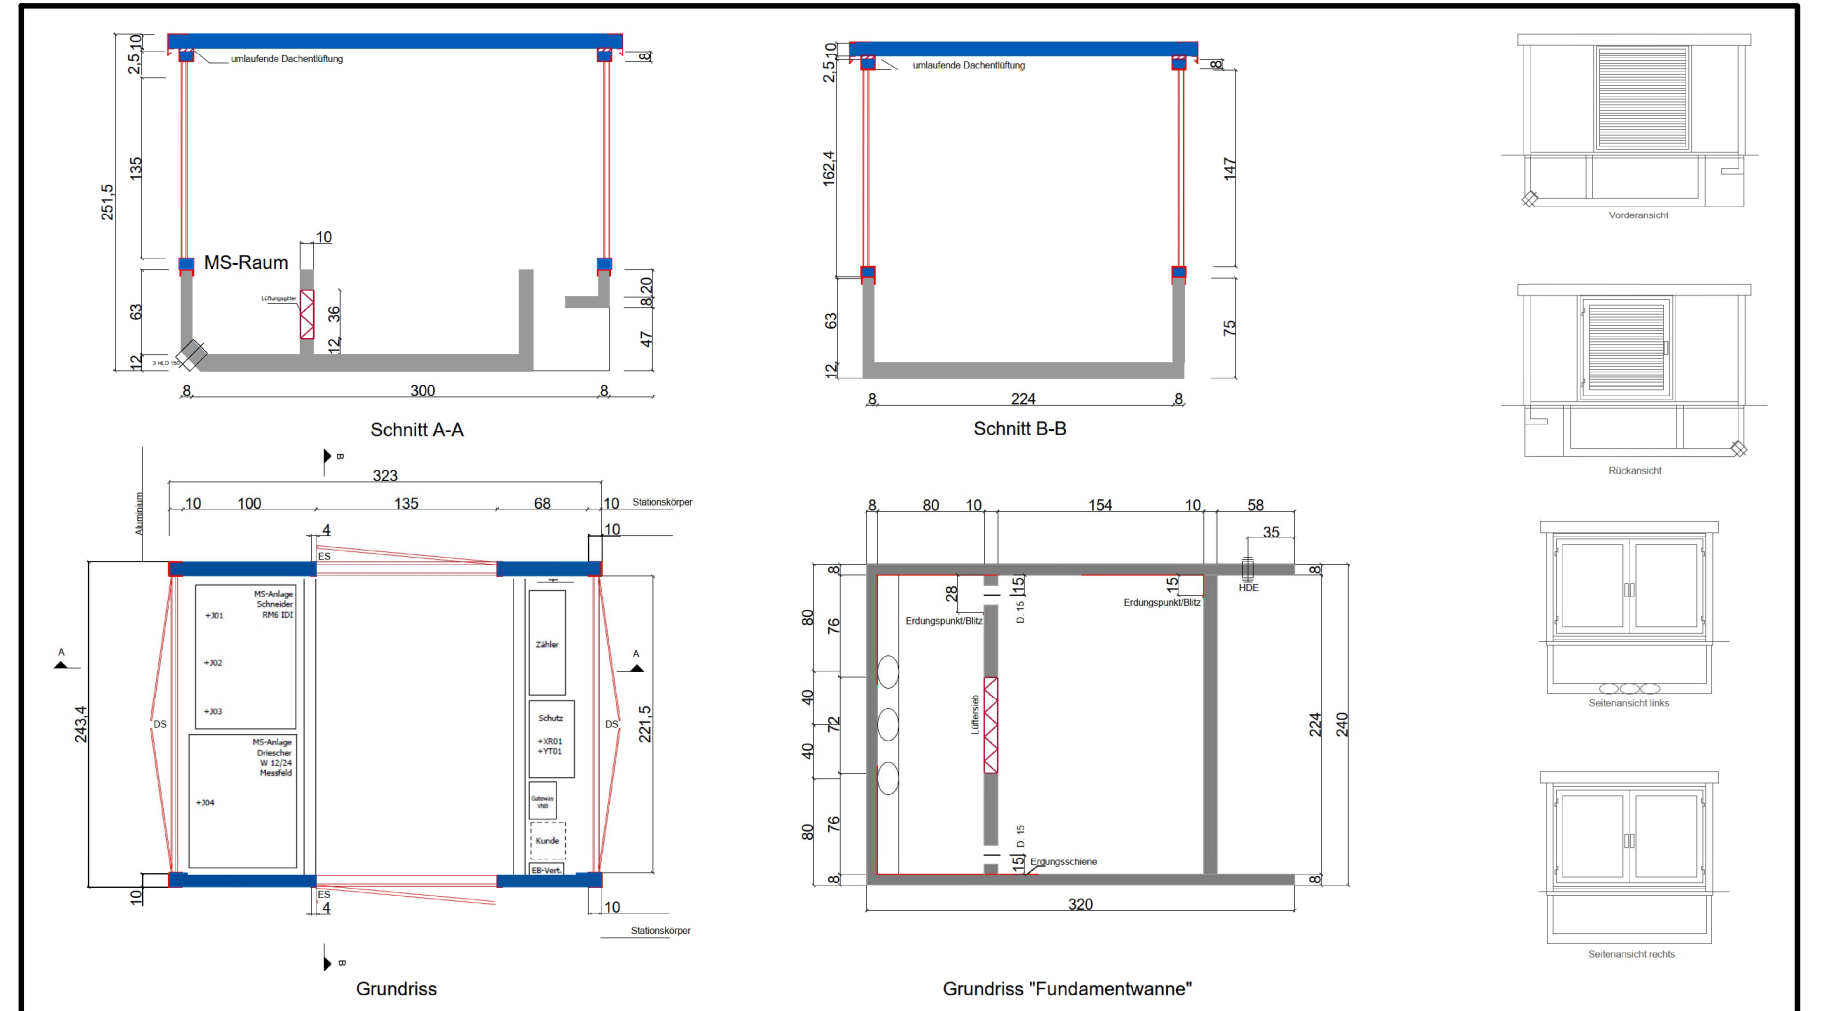 10
2,5
251,5
135
63
12
umlaufende Dachentlüftung
8
MS-Raum
10
Lüftungsgitter
36
12
3 HLD 150
20
8
47
8
300
8
Schnitt A-A
10
2,5
162,4
63
12
umlaufende Dachentlüftung
8
147
75
8
224
8
Schnitt B-B
Vorderansicht
Rückansicht
Seitenansicht links
Seitenansicht rechts
B
323
10
100
135
68
10
Stationskörper
Aluminium
4
10
ES
MS-Anlage
Schneider
RM6 IDI
+J01
+J02
+J03
MS-Anlage
Driescher
W 12/24
Messfeld
+J04
Zähler
Schutz
+XR01
+YT01
Gateway
VNB
Kunde
EB-Vert.
A
A
DS
DS
243,4
221,5
10
ES
4
10
Stationskörper
B
Grundriss
8
80
10
154
10
58
35
8
HDE
8
28
15
D. 15
15
Erdungspunkt/Blitz
Erdungspunkt/Blitz
80
76
40
72
40
80
76
8
Lüftersieb
224
240
D. 15
15
Erdungsschiene
8
320
Grundriss "Fundamentwanne"